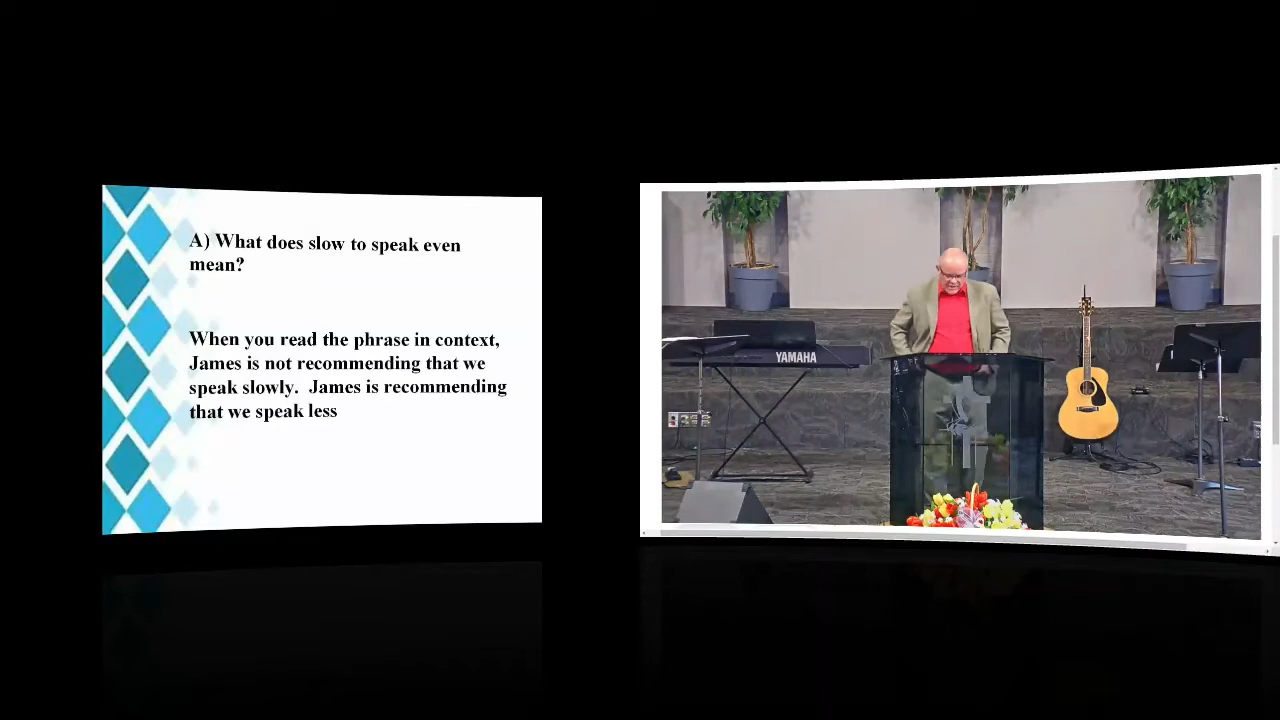 A) What does slow to speak even
mean?
When you read the phrase in context,
James is not recommending that we
speak slowly. James is recommending
that we speak less
YAMAHA